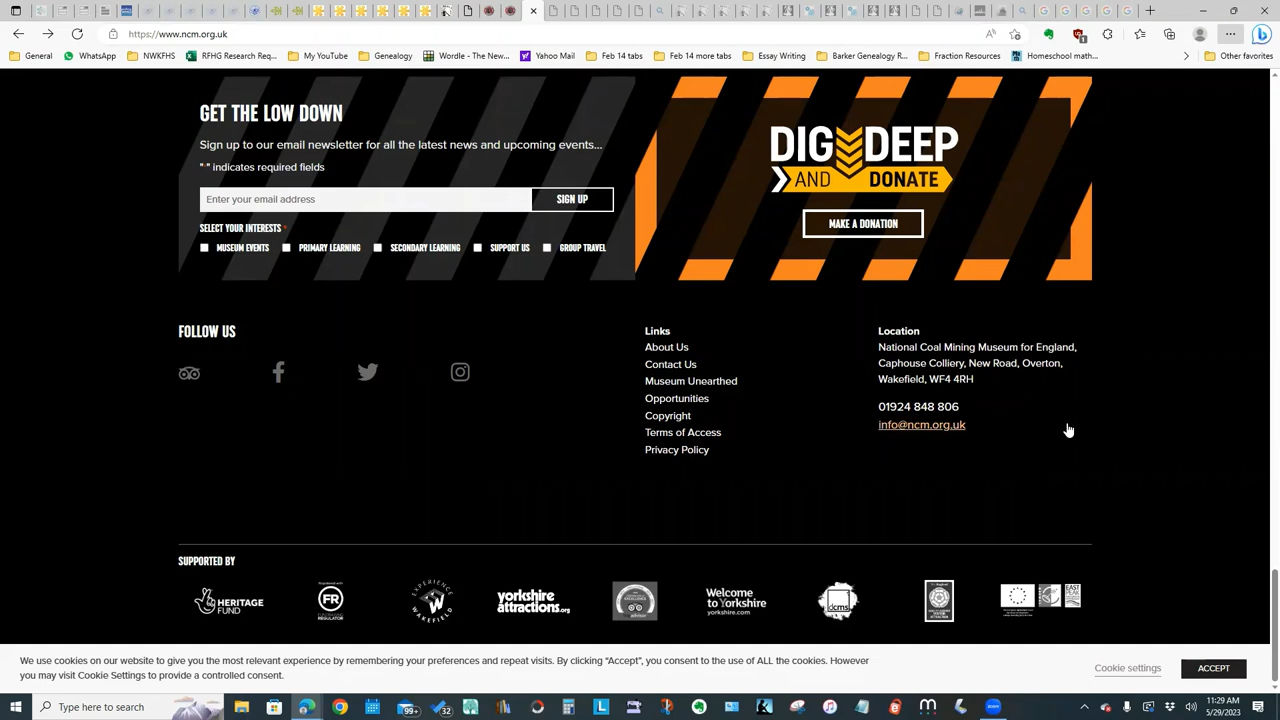 https://www.ncm.org.uk
General
WhatsApp
NWKFHS
RFHG Research Req...
My YouTube
Genealogy
Wordle - The New...
Yahoo Mail
Feb 14 tabs
Feb 14 more tabs
Essay Writing
Barker Genealogy R...
Fraction Resources
Homeschool math...
Other favorites
GET THE LOW DOWN
Sign up to our email newsletter for all the latest news and upcoming events...
"*" indicates required fields
Enter your email address
SIGN UP
SELECT YOUR INTERESTS *
MUSEUM EVENTS
PRIMARY LEARNING
SECONDARY LEARNING
SUPPORT US
GROUP TRAVEL
DIG DEEP
AND DONATE
MAKE A DONATION
FOLLOW US
Links
About Us
Contact Us
Museum Unearthed
Opportunities
Copyright
Terms of Access
Privacy Policy
Location
National Coal Mining Museum for England,
Caphouse Colliery, New Road, Overton,
Wakefield, WF4 4RH
01924 848 806
info@ncm.org.uk
SUPPORTED BY
HERITAGE
FUND
FR
EXPERIENCE
W
WAKEFIELD
yorkshire
attractions.org
Welcome
to Yorkshire
yorkshire.com
dcms
EAST
PEAK
We use cookies on our website to give you the most relevant experience by remembering your preferences and repeat visits. By clicking "Accept", you consent to the use of ALL the cookies. However
you may visit Cookie Settings to provide a controlled consent.
Cookie settings
ACCEPT
Type here to search
99+
32
11:29 AM
5/29/2023